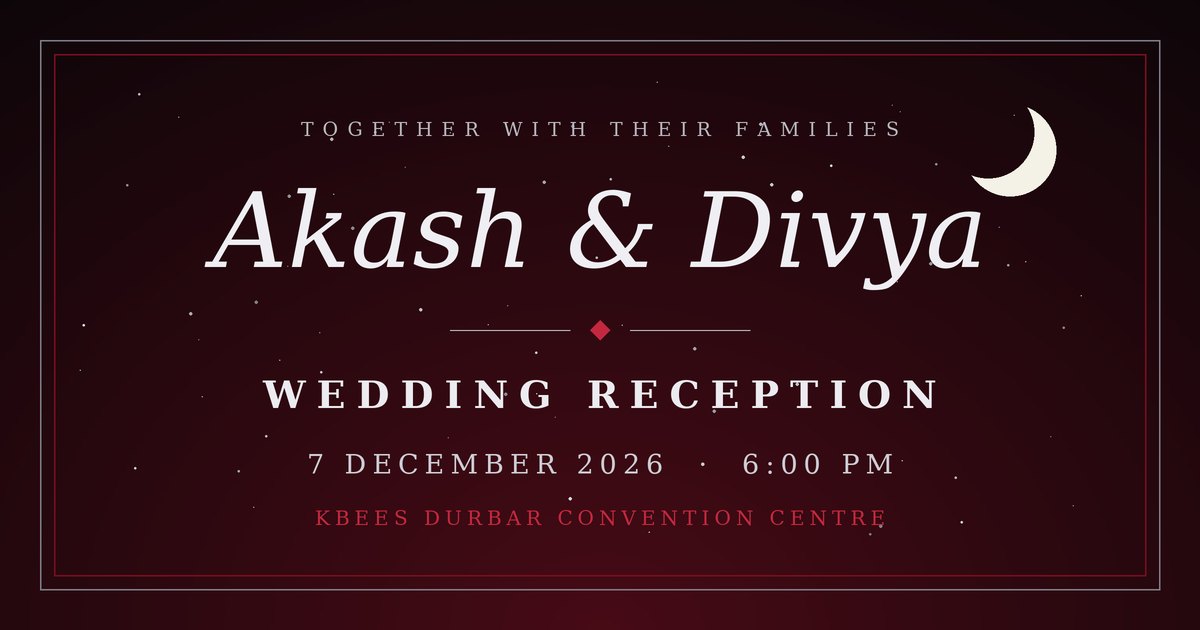 TOGETHER WITH THEIR FAMILIES
Akash & Divya
WEDDING RECEPTION
7 DECEMBER 2026 · 6:00 PM
KBEES DURBAR CONVENTION CENTRE